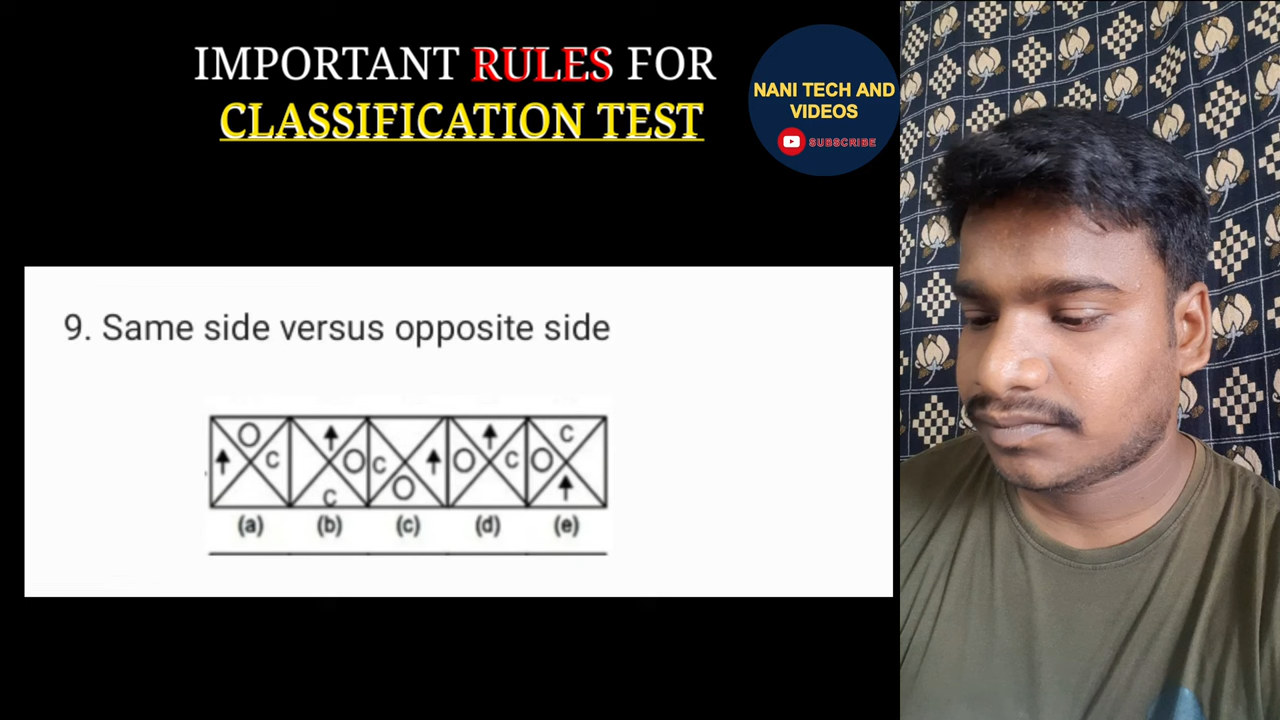 IMPORTANT RULES FOR
CLASSIFICATION TEST
NANI TECH AND
VIDEOS
SUBSCRIBE
9. Same side versus opposite side
O C
O C
C O
O C
C O
(a) (b) (c) (d) (e)